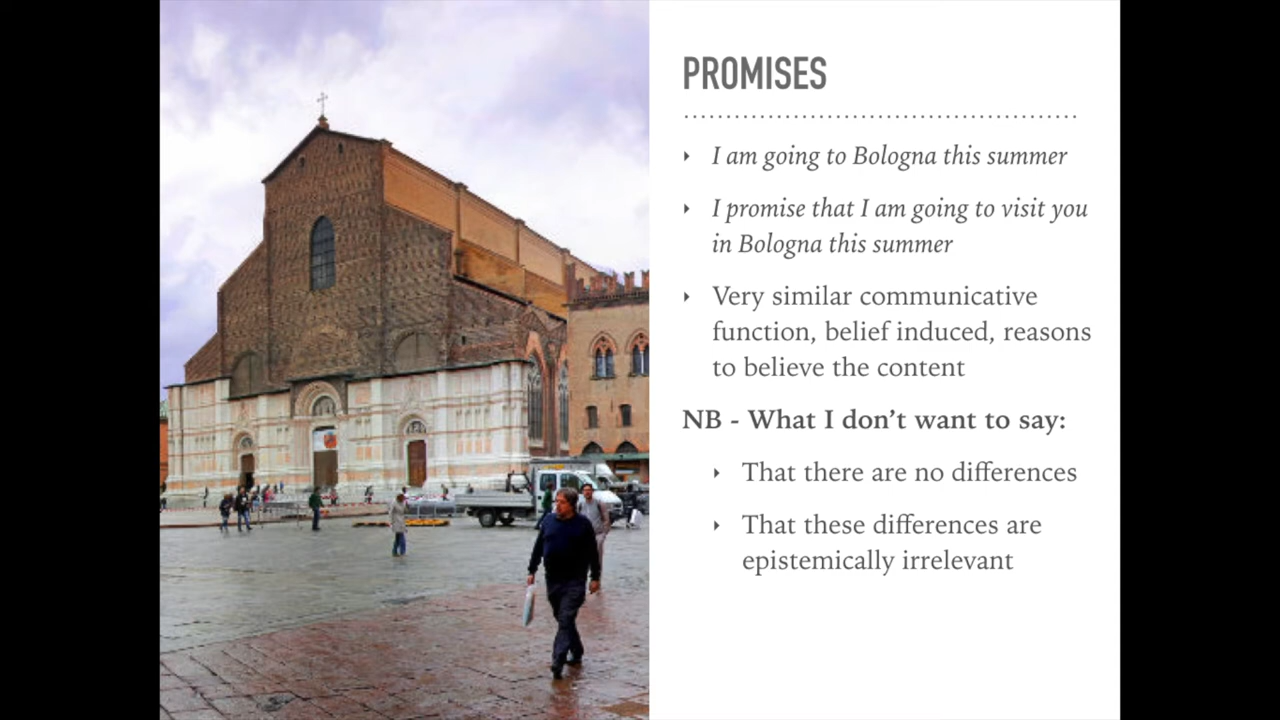 PROMISES
I am going to Bologna this summer
I promise that I am going to visit you
in Bologna this summer
Very similar communicative
function, belief induced, reasons
to believe the content
NB - What I don’t want to say:
That there are no differences
That these differences are
epistemically irrelevant